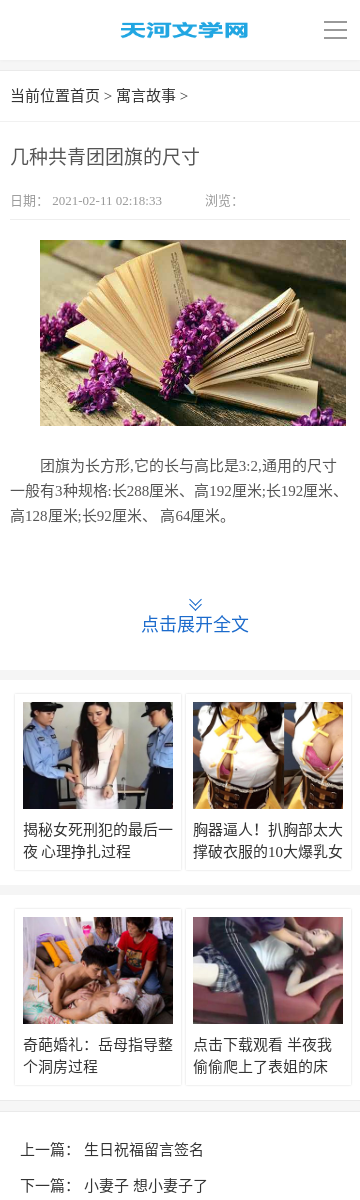 天河文学网
当前位置首页 > 寓言故事 >
几种共青团团旗的尺寸
日期： 2021-02-11 02:18:33 浏览：
团旗为长方形,它的长与高比是3:2,通用的尺寸
一般有3种规格:长288厘米、高192厘米;长192厘米、
高128厘米;长92厘米、 高64厘米。
点击展开全文
揭秘女死刑犯的最后一
夜 心理挣扎过程
胸器逼人！扒胸部太大
撑破衣服的10大爆乳女
奇葩婚礼：岳母指导整
个洞房过程
点击下载观看 半夜我
偷偷爬上了表姐的床
上一篇： 生日祝福留言签名
下一篇： 小妻子 想小妻子了